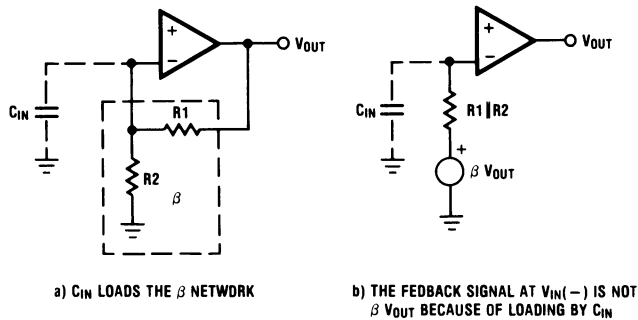 +
−
VOUT
CIN
R1
R2
β
a) CIN LOADS THE β NETWDRK
+
−
VOUT
CIN
R1∥R2
+
β VOUT
b) THE FEDBACK SIGNAL AT VIN(−) IS NOT
β VOUT BECAUSE OF LOADING BY CIN